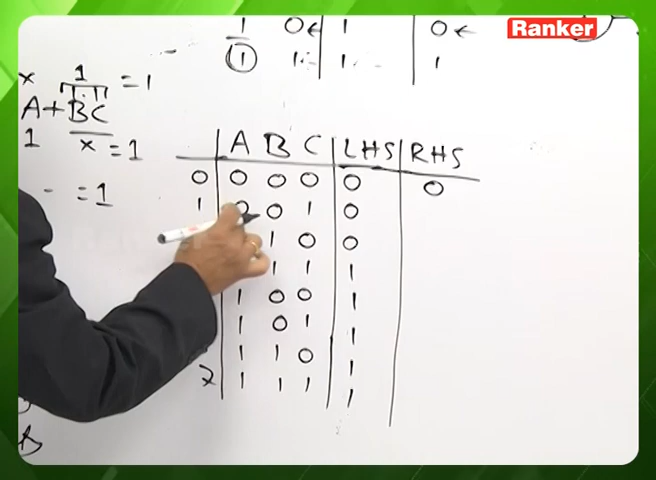 1 0← 1 0←
1 1 1 1
Ranker
x 1 = 1
A+BC
1 x = 1
- = 1
A B C LHS RHS
0 0 0 0 0 0
1 0 0 1 0
1 0 0
1 1 1
1 0 0 1
1 0 1 1
1 1 0 1
7 1 1 1 1